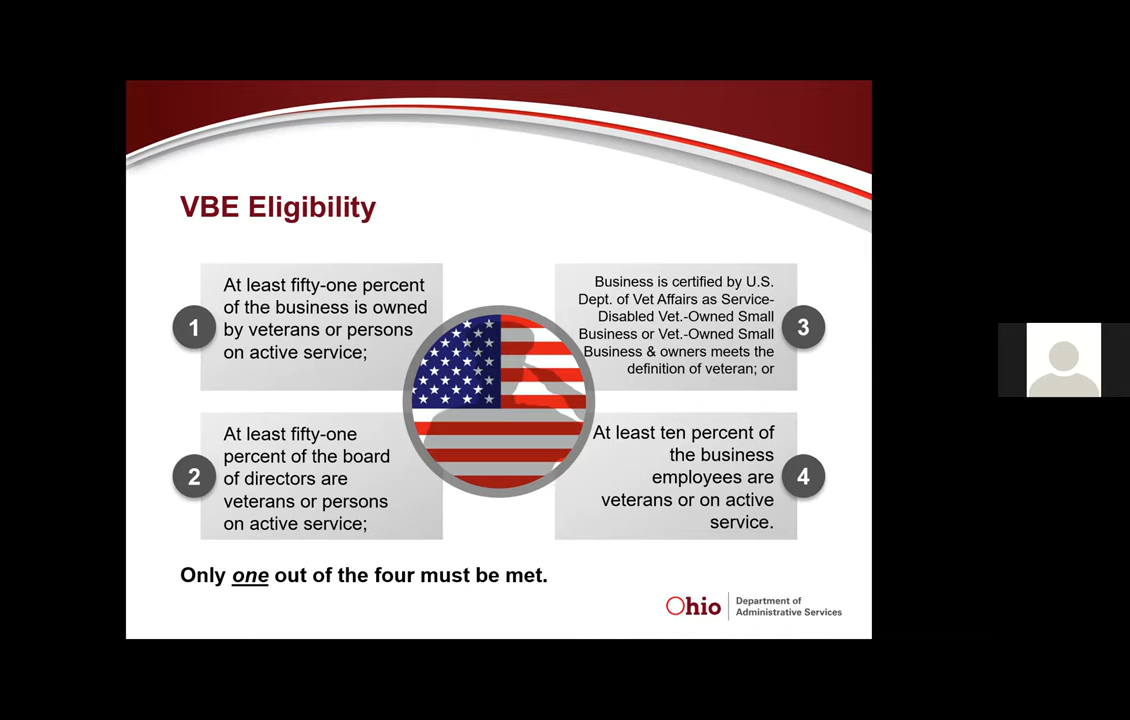 VBE Eligibility
1
At least fifty-one percent
of the business is owned
by veterans or persons
on active service;
2
At least fifty-one
percent of the board
of directors are
veterans or persons
on active service;
Business is certified by U.S.
Dept. of Vet Affairs as Service-
Disabled Vet.-Owned Small
Business or Vet.-Owned Small
Business & owners meets the
definition of veteran; or
3
At least ten percent of
the business
employees are
veterans or on active
service.
4
Only one out of the four must be met.
Ohio
Department of
Administrative Services